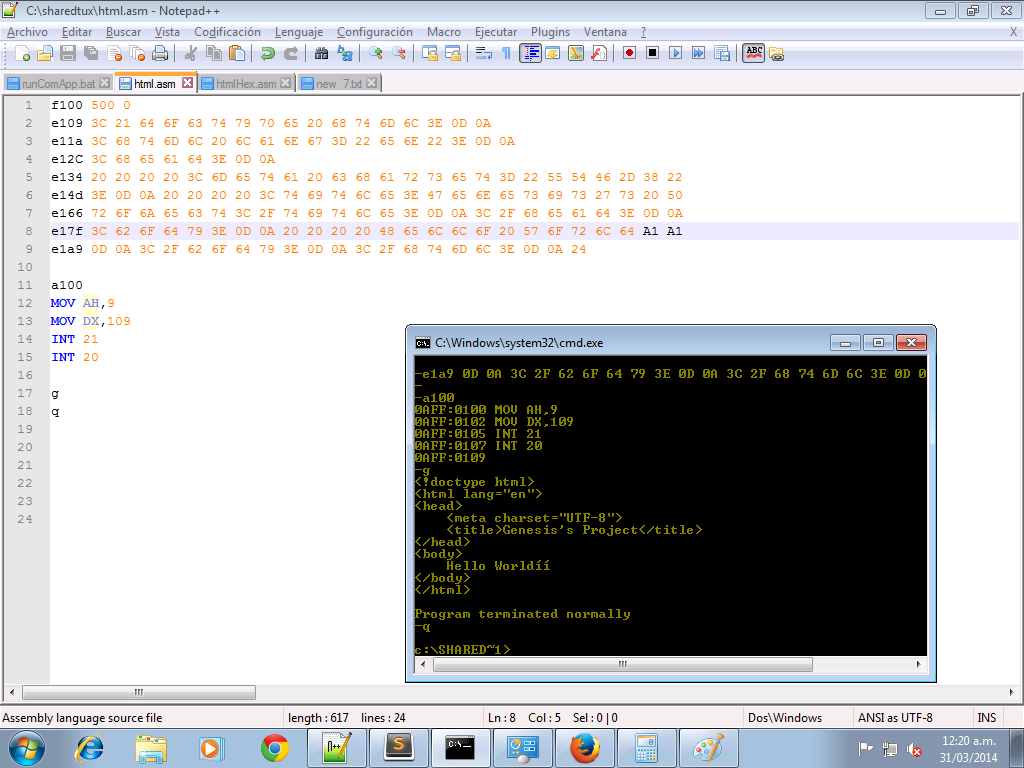 C:\sharedtux\html.asm - Notepad++
Archivo Editar Buscar Vista Codificación Lenguaje Configuración Macro Ejecutar Plugins Ventana ? X
ABC
runComApp.bat html.asm htmlHex.asm new 7.txt
1 f100 500 0
2 e109 3C 21 64 6F 63 74 79 70 65 20 68 74 6D 6C 3E 0D 0A
3 e11a 3C 68 74 6D 6C 20 6C 61 6E 67 3D 22 65 6E 22 3E 0D 0A
4 e12C 3C 68 65 61 64 3E 0D 0A
5 e134 20 20 20 20 3C 6D 65 74 61 20 63 68 61 72 73 65 74 3D 22 55 54 46 2D 38 22
6 e14d 3E 0D 0A 20 20 20 20 3C 74 69 74 6C 65 3E 47 65 6E 65 73 69 73 27 73 20 50
7 e166 72 6F 6A 65 63 74 3C 2F 74 69 74 6C 65 3E 0D 0A 3C 2F 68 65 61 64 3E 0D 0A
8 e17f 3C 62 6F 64 79 3E 0D 0A 20 20 20 20 48 65 6C 6C 6F 20 57 6F 72 6C 64 A1 A1
9 e1a9 0D 0A 3C 2F 62 6F 64 79 3E 0D 0A 3C 2F 68 74 6D 6C 3E 0D 0A 24
10
11 a100
12 MOV AH,9
13 MOV DX,109
14 INT 21
15 INT 20
16
17 g
18 q
19
20
21
22
23
24
C:\Windows\system32\cmd.exe
-e1a9 0D 0A 3C 2F 62 6F 64 79 3E 0D 0A 3C 2F 68 74 6D 6C 3E 0D 0
-
-a100
0AFF:0100 MOV AH,9
0AFF:0102 MOV DX,109
0AFF:0105 INT 21
0AFF:0107 INT 20
0AFF:0109
-g
<!doctype html>
<html lang="en">
<head>
<meta charset="UTF-8">
<title>Genesis's Project</title>
</head>
<body>
Hello Worldíí
</body>
</html>
Program terminated normally
-q
c:\SHARED~1>
Assembly language source file length : 617 lines : 24 Ln : 8 Col : 5 Sel : 0 | 0 Dos\Windows ANSI as UTF-8 INS
12:20 a.m.
31/03/2014